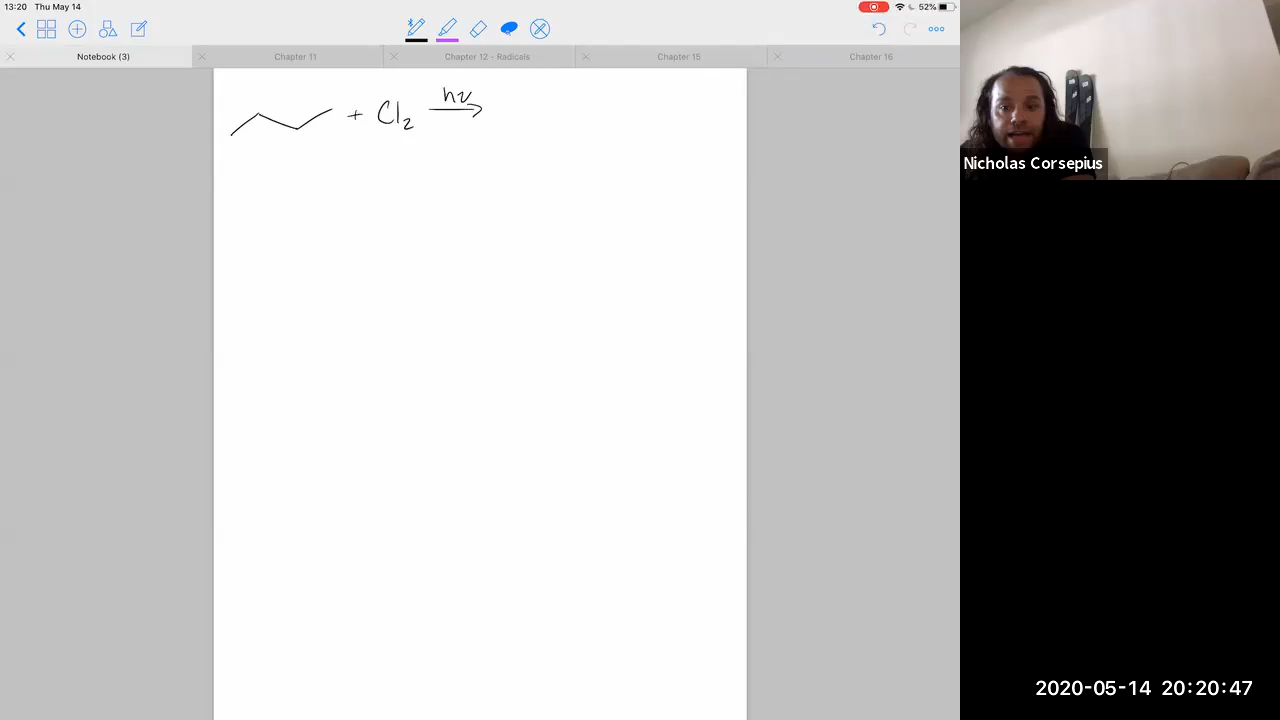 13:20 Thu May 14 52%
Notebook (3) Chapter 11 Chapter 12 - Radicals Chapter 15 Chapter 16
hν
+ Cl2
Nicholas Corsepius
2020-05-14 20:20:47